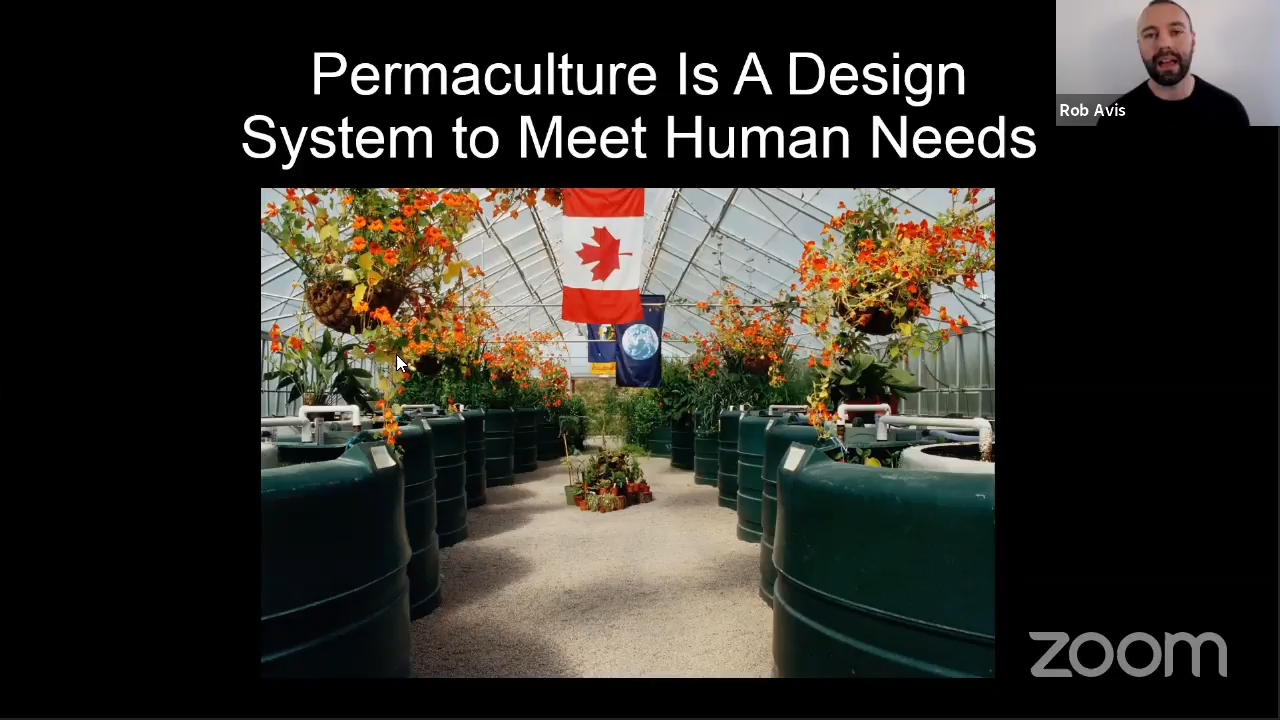 Permaculture Is A Design
System to Meet Human Needs
Rob Avis
zoom